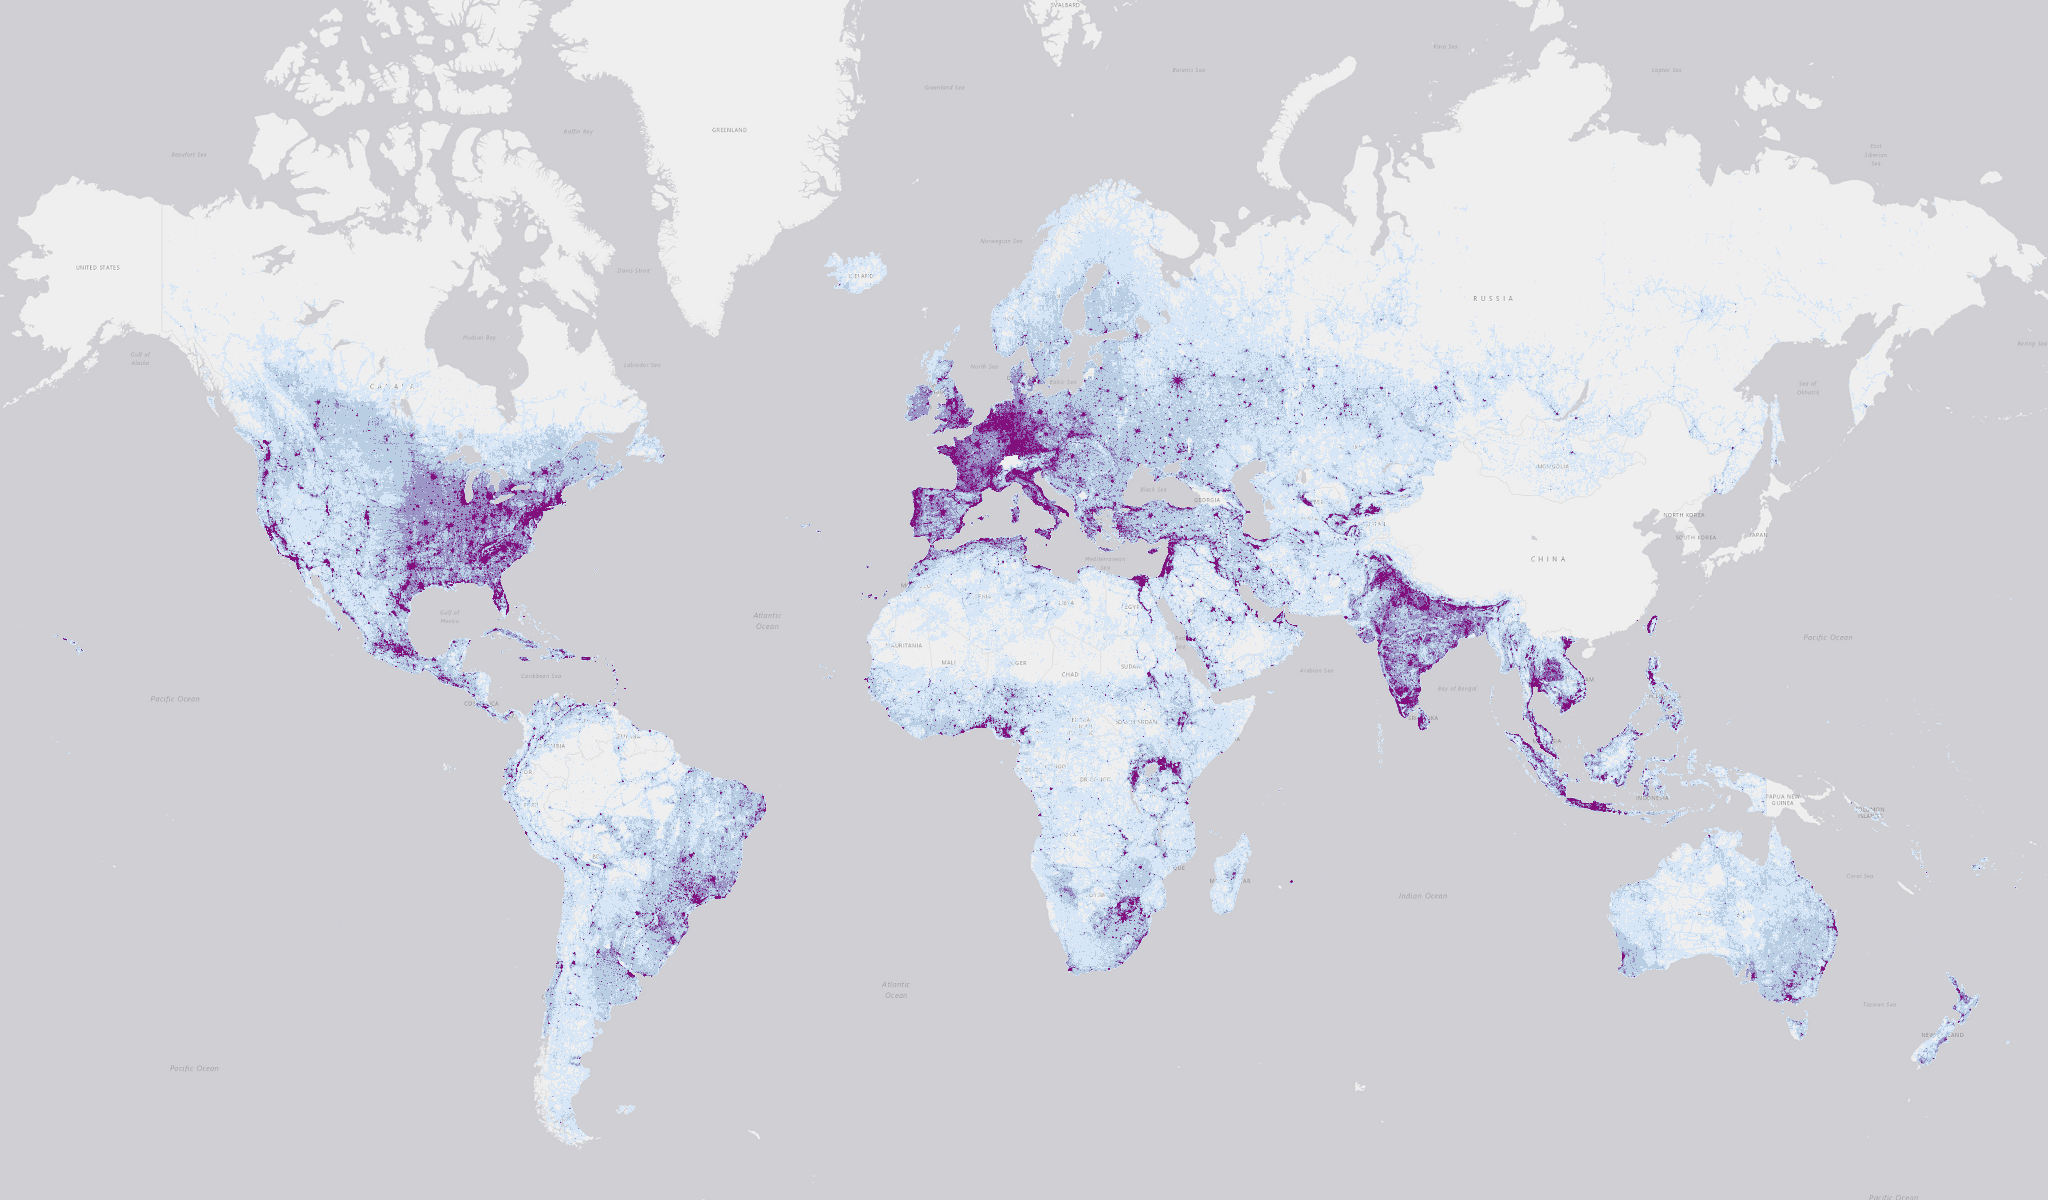 SVALBARD
Kara Sea
Barents Sea
Laptev Sea
Greenland Sea
GREENLAND
Baffin Bay
Beaufort Sea
East
Siberian
Sea
Norwegian Sea
UNITED STATES
Davis Strait
ICELAND
RUSSIA
Hudson Bay
Bering Sea
Gulf of
Alaska
Labrador Sea
North Sea
Baltic Sea
CANADA
Sea of
Okhotsk
MONGOLIA
Black Sea
GEORGIA
NORTH KOREA
SOUTH KOREA
JAPAN
CHINA
Mediterranean
Sea
LIBYA
EGYPT
Gulf of
Mexico
Atlantic
Ocean
Pacific Ocean
MAURITANIA
MALI
NIGER
CHAD
SUDAN
Arabian Sea
Caribbean Sea
Bay of Bengal
Pacific Ocean
COSTA RICA
SOUTH SUDAN
COLOMBIA
DR CONGO
INDONESIA
PAPUA NEW
GUINEA
SOLOMON
ISLANDS
Coral Sea
Indian Ocean
Atlantic
Ocean
Tasman Sea
NEW ZEALAND
Pacific Ocean
Pacific Ocean